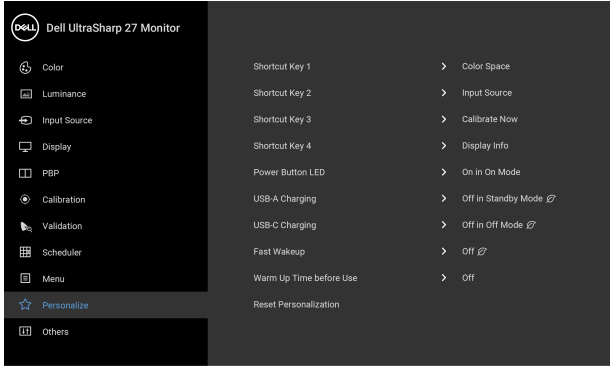 DELL Dell UltraSharp 27 Monitor
Color
Luminance
Input Source
Display
PBP
Calibration
Validation
Scheduler
Menu
Personalize
Others
Shortcut Key 1 > Color Space
Shortcut Key 2 > Input Source
Shortcut Key 3 > Calibrate Now
Shortcut Key 4 > Display Info
Power Button LED > On in On Mode
USB-A Charging > Off in Standby Mode
USB-C Charging > Off in Off Mode
Fast Wakeup > Off
Warm Up Time before Use > Off
Reset Personalization